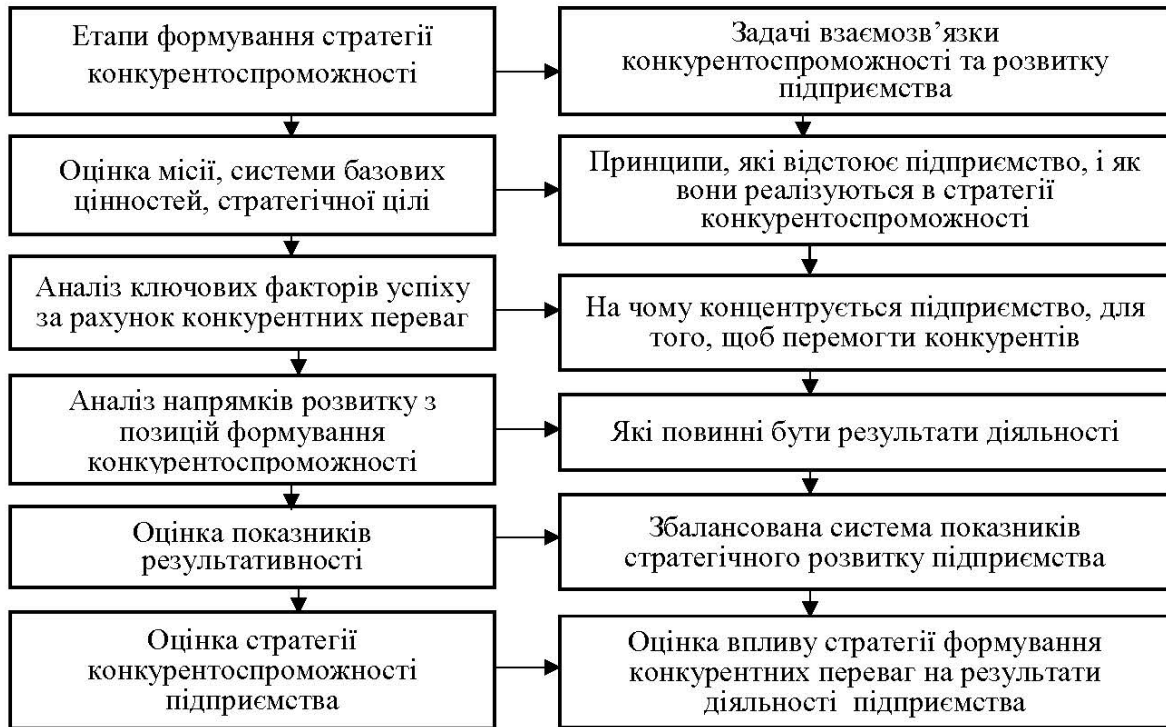 Етапи формування стратегії
конкурентоспроможності
Задачі взаємозв’язки
конкурентоспроможності та розвитку
підприємства
Оцінка місії, системи базових
цінностей, стратегічної цілі
Принципи, які відстоює підприємство, і як
вони реалізуються в стратегії
конкурентоспроможності
Аналіз ключових факторів успіху
за рахунок конкурентних переваг
На чому концентрується підприємство, для
того, щоб перемогти конкурентів
Аналіз напрямків розвитку з
позицій формування
конкурентоспроможності
Які повинні бути результати діяльності
Оцінка показників
результативності
Збалансована система показників
стратегічного розвитку підприємства
Оцінка стратегії
конкурентоспроможності
підприємства
Оцінка впливу стратегії формування
конкурентних переваг на результати
діяльності підприємства